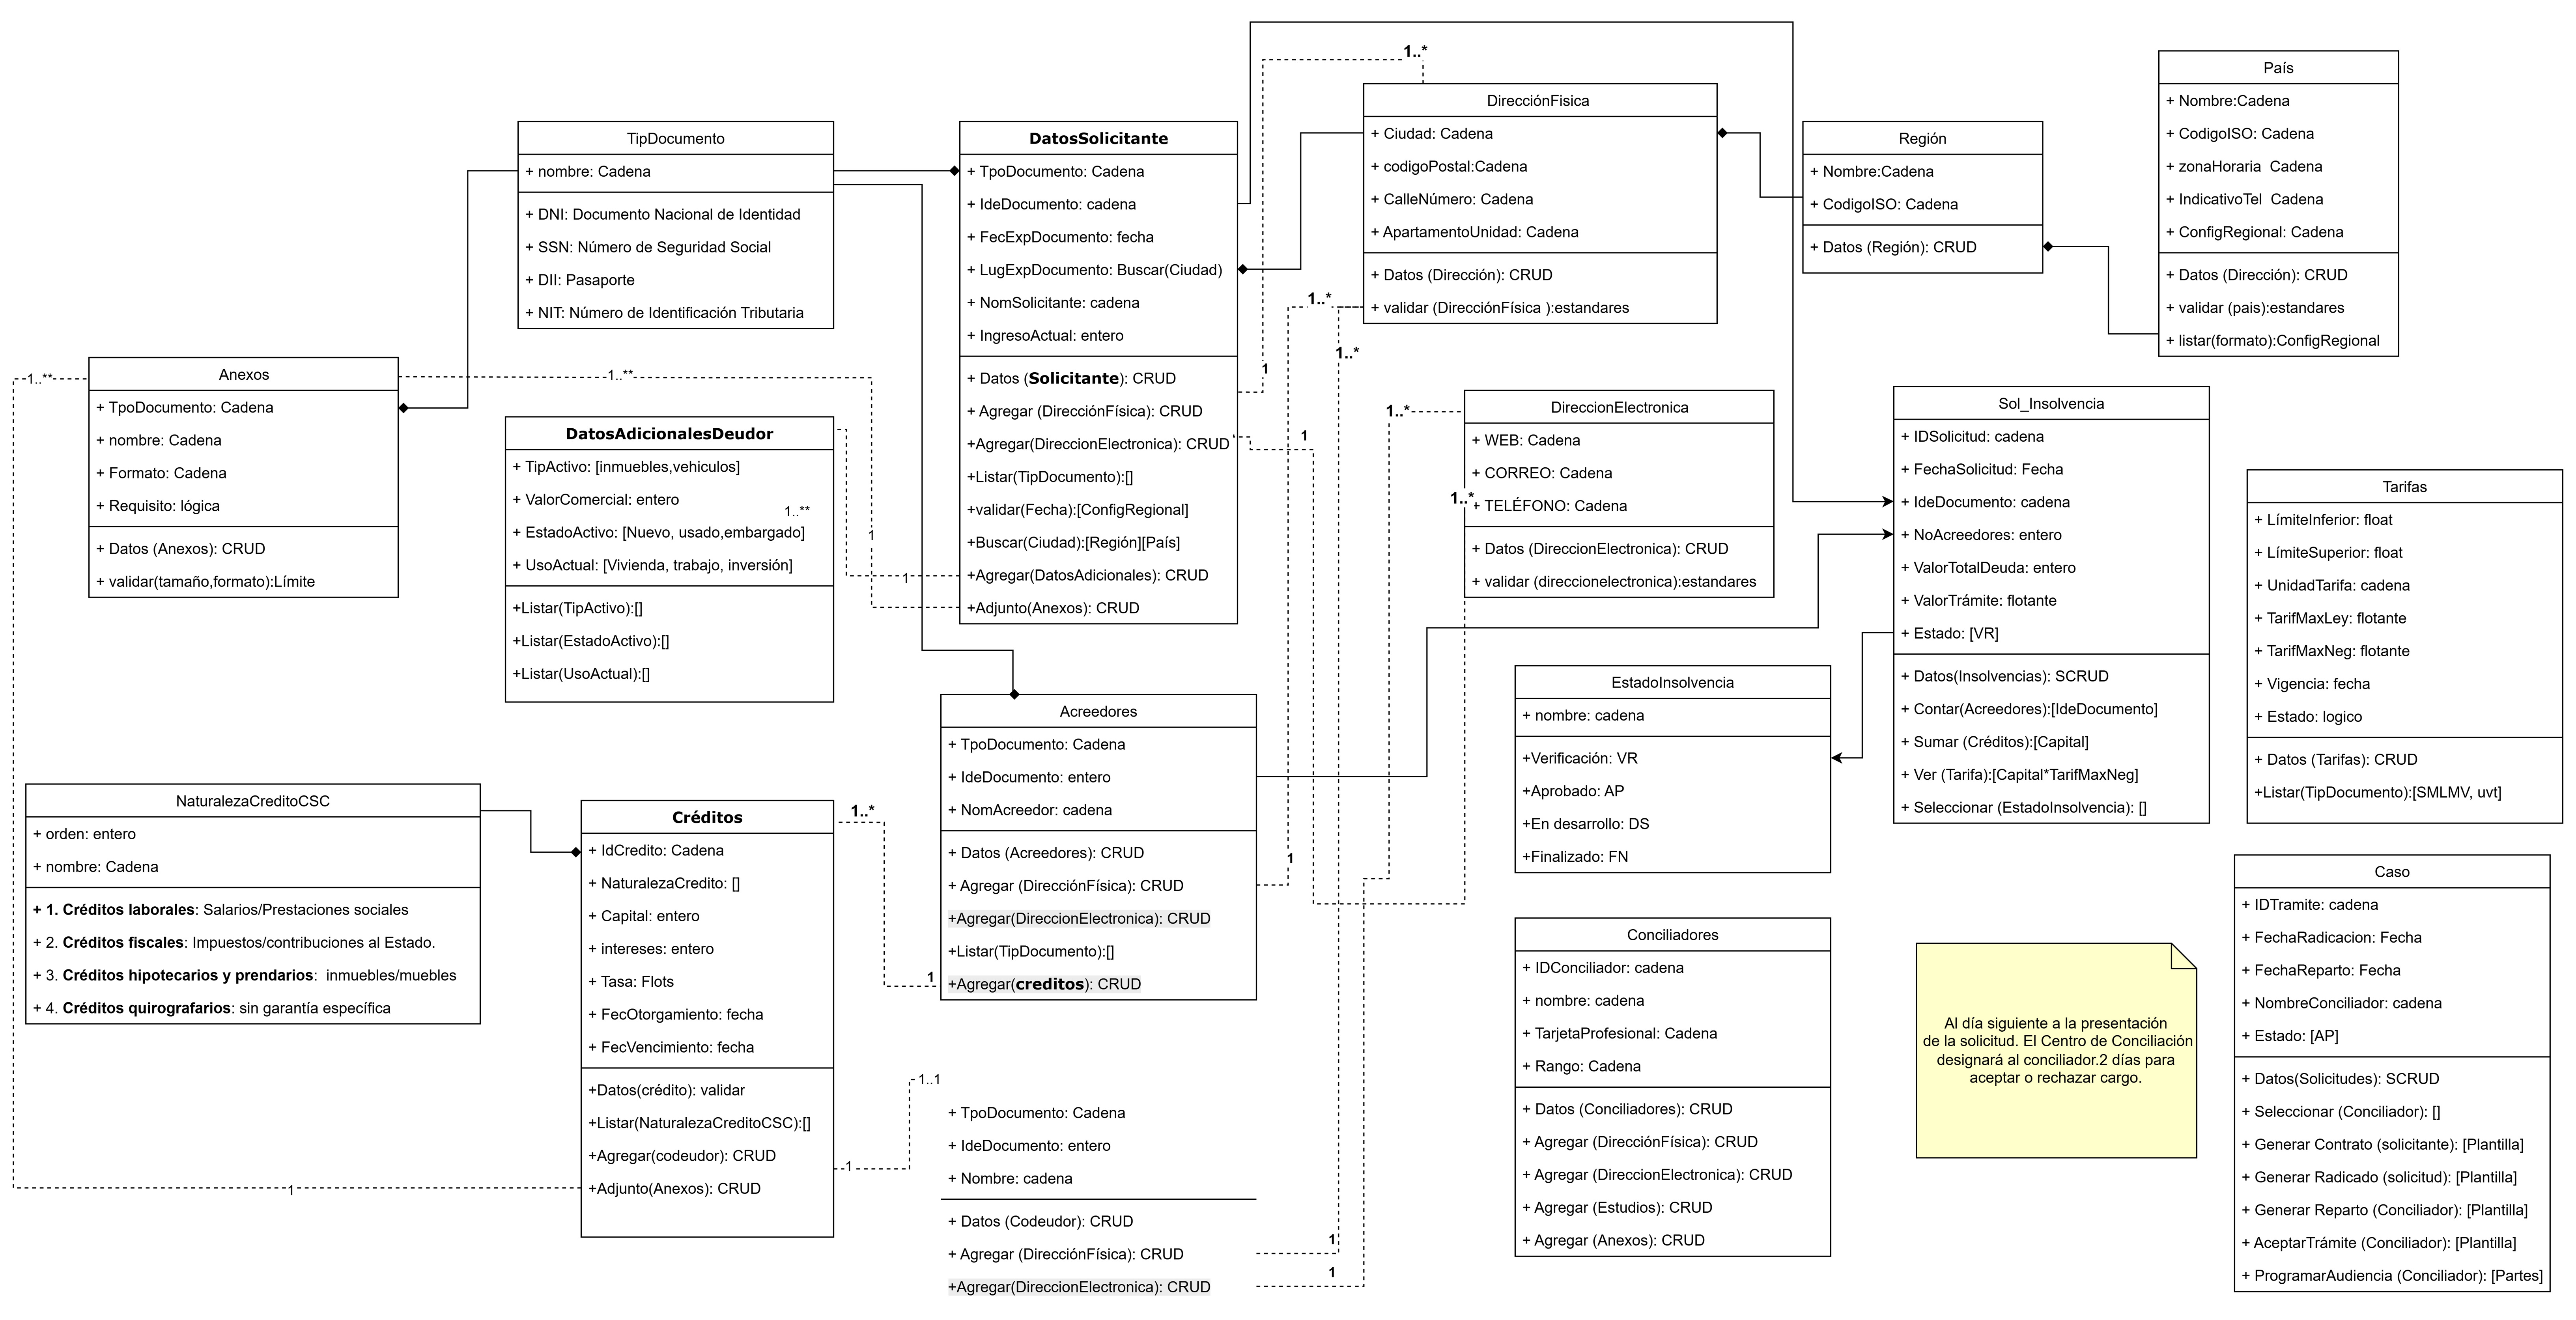 TipDocumento
+ nombre: Cadena
+ DNI: Documento Nacional de Identidad
+ SSN: Número de Seguridad Social
+ DII: Pasaporte
+ NIT: Número de Identificación Tributaria
DatosSolicitante
+ TpoDocumento: Cadena
+ IdeDocumento: cadena
+ FecExpDocumento: fecha
+ LugExpDocumento: Buscar(Ciudad)
+ NomSolicitante: cadena
+ IngresoActual: entero
+ Datos (Solicitante): CRUD
+ Agregar (DirecciónFísica): CRUD
+Agregar(DireccionElectronica): CRUD
+Listar(TipDocumento):[]
+validar(Fecha):[ConfigRegional]
+Buscar(Ciudad):[Región][País]
+Agregar(DatosAdicionales): CRUD
+Adjunto(Anexos): CRUD
1..*
1
1
DirecciónFisica
+ Ciudad: Cadena
+ codigoPostal:Cadena
+ CalleNúmero: Cadena
+ ApartamentoUnidad: Cadena
+ Datos (Dirección): CRUD
+ validar (DirecciónFísica ):estandares
1..*
1..*
Región
+ Nombre:Cadena
+ CodigoISO: Cadena
+ Datos (Región): CRUD
País
+ Nombre:Cadena
+ CodigoISO: Cadena
+ zonaHoraria  Cadena
+ IndicativoTel  Cadena
+ ConfigRegional: Cadena
+ Datos (Dirección): CRUD
+ validar (pais):estandares
+ listar(formato):ConfigRegional
1..**
1..**
Anexos
+ TpoDocumento: Cadena
+ nombre: Cadena
+ Formato: Cadena
+ Requisito: lógica
+ Datos (Anexos): CRUD
+ validar(tamaño,formato):Límite
DatosAdicionalesDeudor
+ TipActivo: [inmuebles,vehiculos]
+ ValorComercial: entero
1..**
+ EstadoActivo: [Nuevo, usado,embargado]
+ UsoActual: [Vivienda, trabajo, inversión]
+Listar(TipActivo):[]
+Listar(EstadoActivo):[]
+Listar(UsoActual):[]
1
1
1..*
1..*
DireccionElectronica
+ WEB: Cadena
+ CORREO: Cadena
+ TELÉFONO: Cadena
+ Datos (DireccionElectronica): CRUD
+ validar (direccionelectronica):estandares
Sol_Insolvencia
+ IDSolicitud: cadena
+ FechaSolicitud: Fecha
+ IdeDocumento: cadena
+ NoAcreedores: entero
+ ValorTotalDeuda: entero
+ ValorTrámite: flotante
+ Estado: [VR]
+ Datos(Insolvencias): SCRUD
+ Contar(Acreedores):[IdeDocumento]
+ Sumar (Créditos):[Capital]
+ Ver (Tarifa):[Capital*TarifMaxNeg]
+ Seleccionar (EstadoInsolvencia): []
Tarifas
+ LímiteInferior: float
+ LímiteSuperior: float
+ UnidadTarifa: cadena
+ TarifMaxLey: flotante
+ TarifMaxNeg: flotante
+ Vigencia: fecha
+ Estado: logico
+ Datos (Tarifas): CRUD
+Listar(TipDocumento):[SMLMV, uvt]
EstadoInsolvencia
+ nombre: cadena
+Verificación: VR
+Aprobado: AP
+En desarrollo: DS
+Finalizado: FN
Acreedores
+ TpoDocumento: Cadena
+ IdeDocumento: entero
+ NomAcreedor: cadena
+ Datos (Acreedores): CRUD
+ Agregar (DirecciónFísica): CRUD
+Agregar(DireccionElectronica): CRUD
+Listar(TipDocumento):[]
+Agregar(creditos): CRUD
1
1
1..*
NaturalezaCreditoCSC
+ orden: entero
+ nombre: Cadena
+ 1. Créditos laborales: Salarios/Prestaciones sociales
+ 2. Créditos fiscales: Impuestos/contribuciones al Estado.
+ 3. Créditos hipotecarios y prendarios:  inmuebles/muebles
+ 4. Créditos quirografarios: sin garantía específica
Créditos
+ IdCredito: Cadena
+ NaturalezaCredito: []
+ Capital: entero
+ intereses: entero
+ Tasa: Flots
+ FecOtorgamiento: fecha
+ FecVencimiento: fecha
+Datos(crédito): validar
+Listar(NaturalezaCreditoCSC):[]
+Agregar(codeudor): CRUD
+Adjunto(Anexos): CRUD
1
1
1..1
+ TpoDocumento: Cadena
+ IdeDocumento: entero
+ Nombre: cadena
+ Datos (Codeudor): CRUD
+ Agregar (DirecciónFísica): CRUD
+Agregar(DireccionElectronica): CRUD
1
1
Conciliadores
+ IDConciliador: cadena
+ nombre: cadena
+ TarjetaProfesional: Cadena
+ Rango: Cadena
+ Datos (Conciliadores): CRUD
+ Agregar (DirecciónFísica): CRUD
+ Agregar (DireccionElectronica): CRUD
+ Agregar (Estudios): CRUD
+ Agregar (Anexos): CRUD
Al día siguiente a la presentación
de la solicitud. El Centro de Conciliación
designará al conciliador.2 días para
aceptar o rechazar cargo.
Caso
+ IDTramite: cadena
+ FechaRadicacion: Fecha
+ FechaReparto: Fecha
+ NombreConciliador: cadena
+ Estado: [AP]
+ Datos(Solicitudes): SCRUD
+ Seleccionar (Conciliador): []
+ Generar Contrato (solicitante): [Plantilla]
+ Generar Radicado (solicitud): [Plantilla]
+ Generar Reparto (Conciliador): [Plantilla]
+ AceptarTrámite (Conciliador): [Plantilla]
+ ProgramarAudiencia (Conciliador): [Partes]